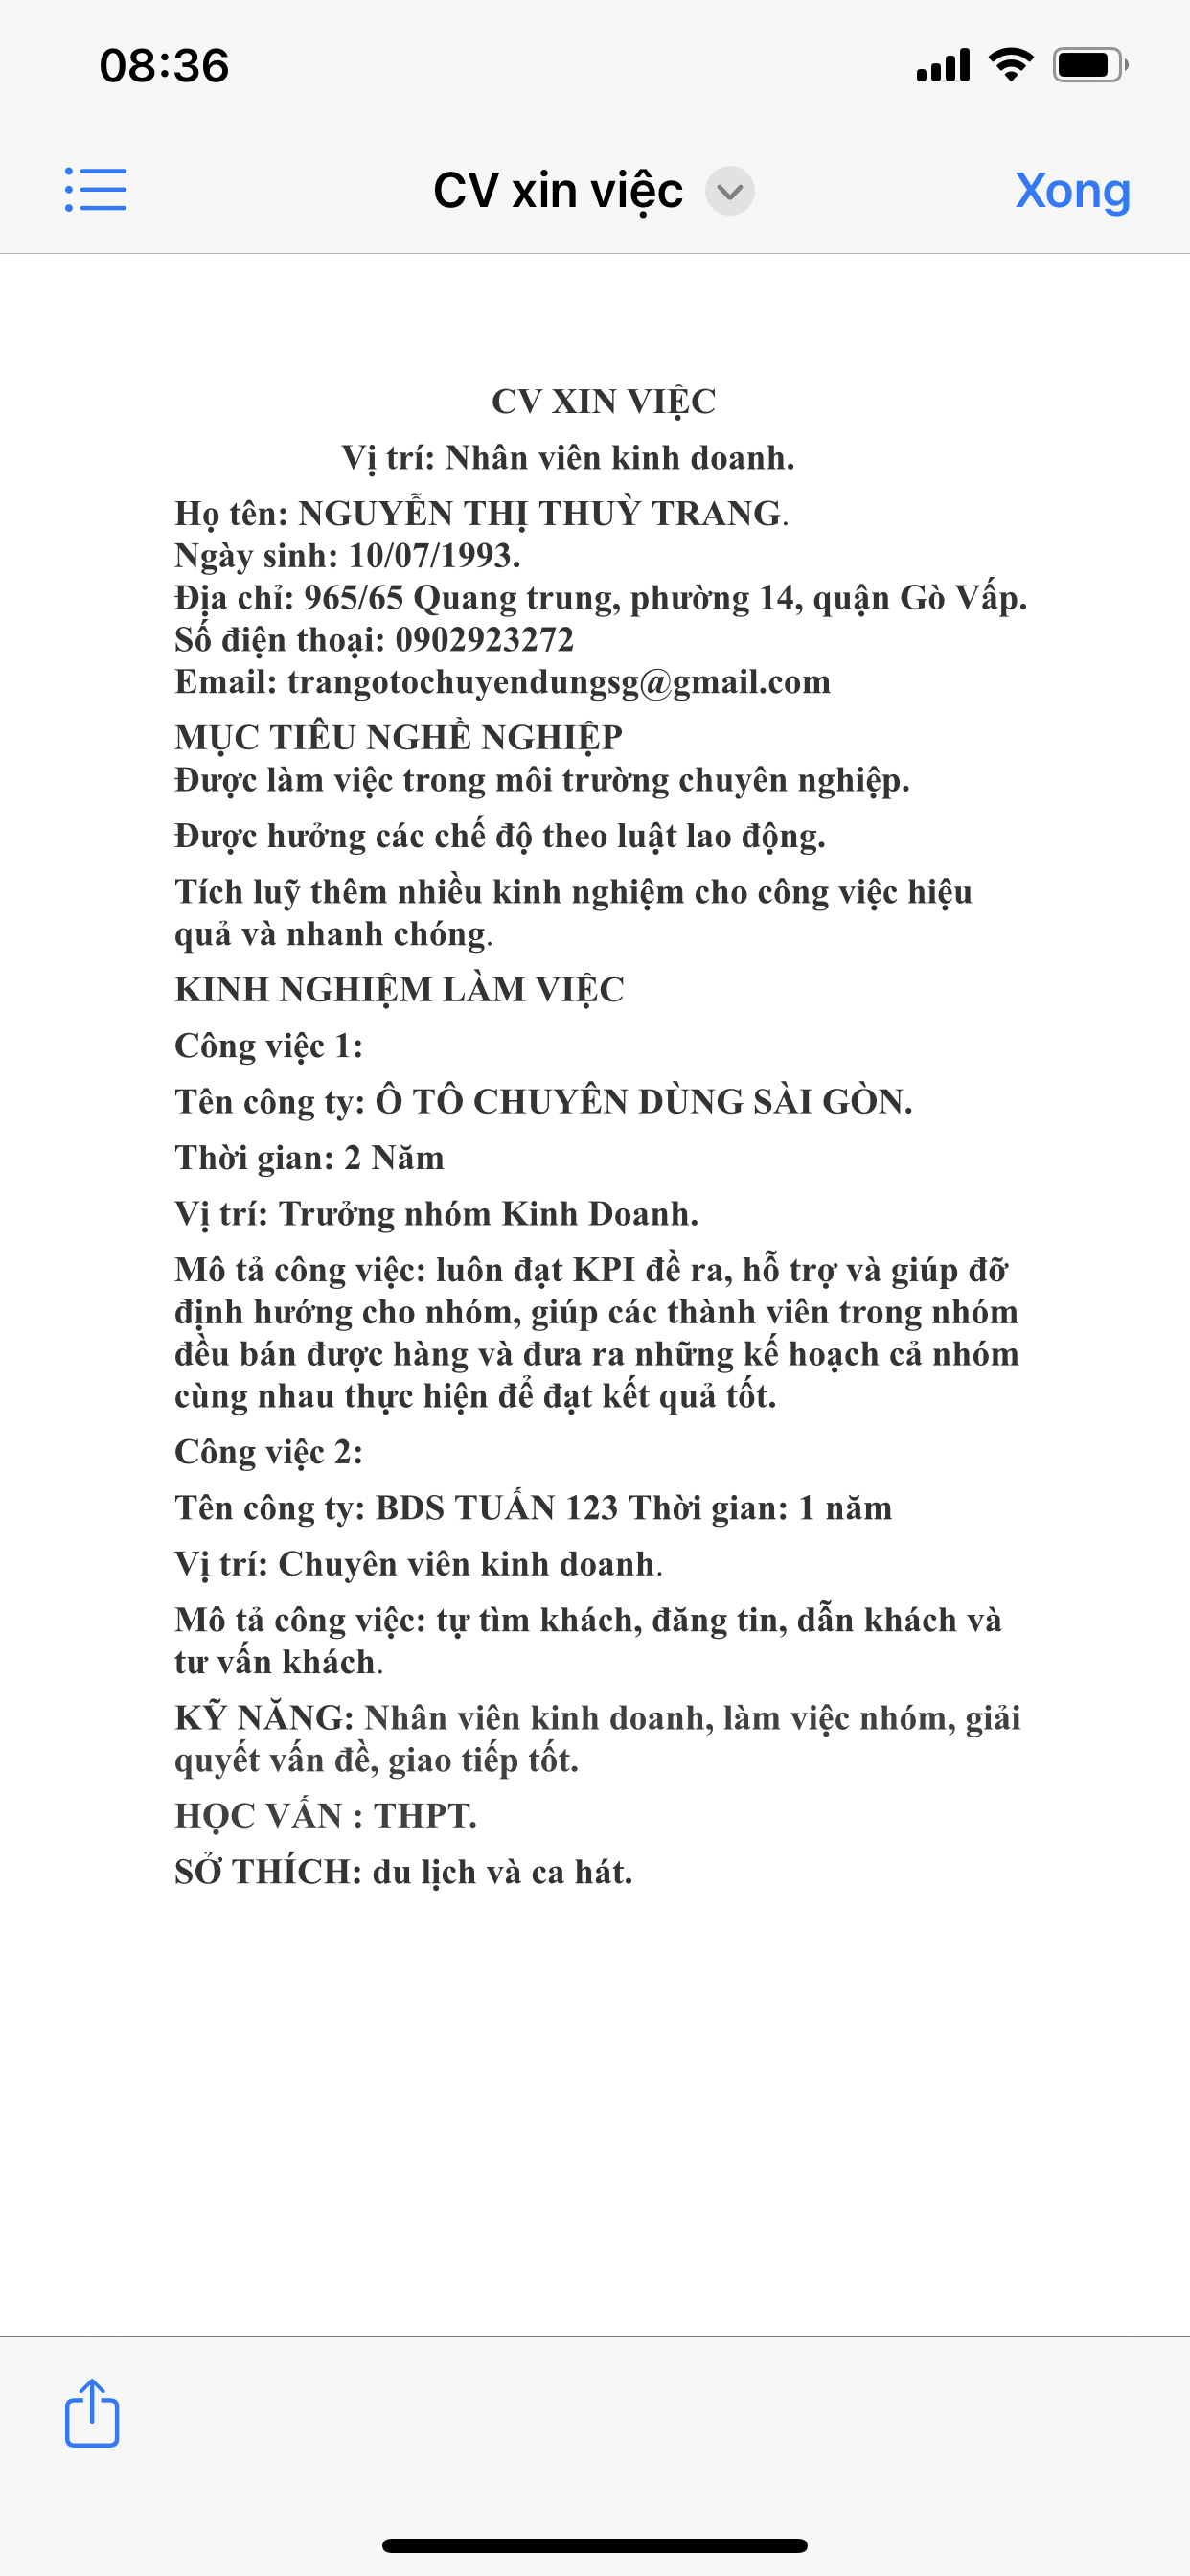 08:36
CV xin việc
Xong
CV XIN VIỆC
Vị trí: Nhân viên kinh doanh.
Họ tên: NGUYỄN THỊ THUỲ TRANG.
Ngày sinh: 10/07/1993.
Địa chỉ: 965/65 Quang trung, phường 14, quận Gò Vấp.
Số điện thoại: 0902923272
Email: trangotochuyendungsg@gmail.com
MỤC TIÊU NGHỀ NGHIỆP
Được làm việc trong môi trường chuyên nghiệp.
Được hưởng các chế độ theo luật lao động.
Tích luỹ thêm nhiều kinh nghiệm cho công việc hiệu
quả và nhanh chóng.
KINH NGHIỆM LÀM VIỆC
Công việc 1:
Tên công ty: Ô TÔ CHUYÊN DÙNG SÀI GÒN.
Thời gian: 2 Năm
Vị trí: Trưởng nhóm Kinh Doanh.
Mô tả công việc: luôn đạt KPI đề ra, hỗ trợ và giúp đỡ
định hướng cho nhóm, giúp các thành viên trong nhóm
đều bán được hàng và đưa ra những kế hoạch cả nhóm
cùng nhau thực hiện để đạt kết quả tốt.
Công việc 2:
Tên công ty: BDS TUẤN 123 Thời gian: 1 năm
Vị trí: Chuyên viên kinh doanh.
Mô tả công việc: tự tìm khách, đăng tin, dẫn khách và
tư vấn khách.
KỸ NĂNG: Nhân viên kinh doanh, làm việc nhóm, giải
quyết vấn đề, giao tiếp tốt.
HỌC VẤN : THPT.
SỞ THÍCH: du lịch và ca hát.